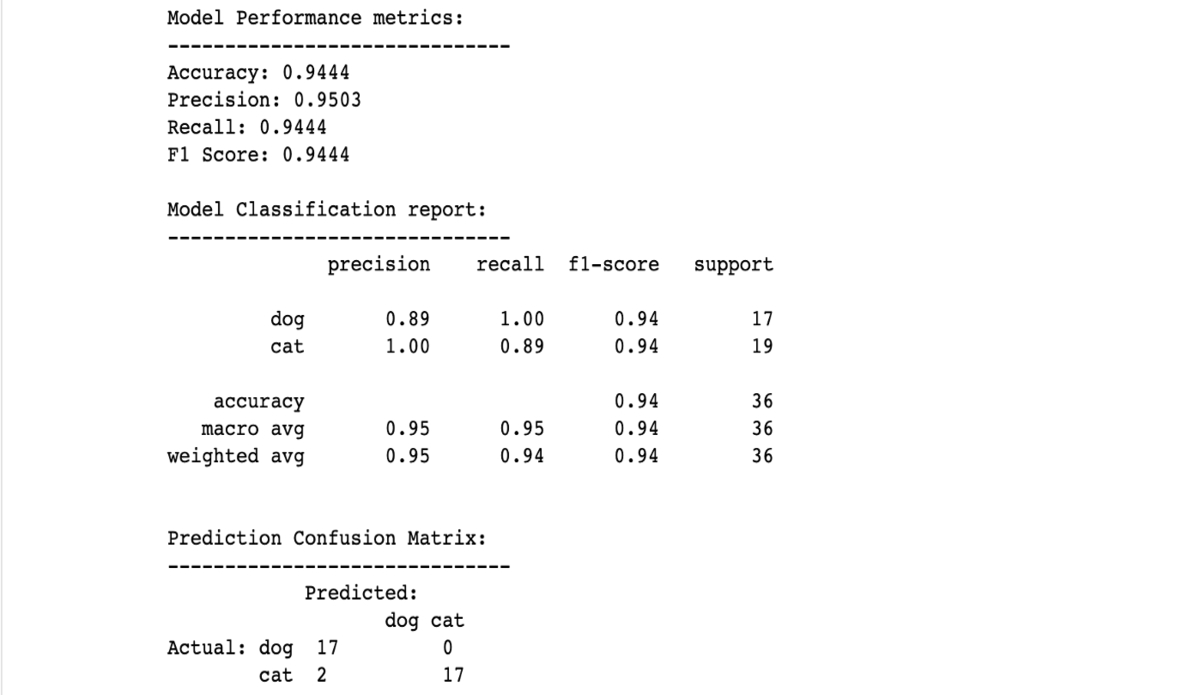 Model Performance metrics:
------------------------------
Accuracy: 0.9444
Precision: 0.9503
Recall: 0.9444
F1 Score: 0.9444
Model Classification report:
------------------------------
precision recall f1-score support
dog 0.89 1.00 0.94 17
cat 1.00 0.89 0.94 19
accuracy 0.94 36
macro avg 0.95 0.95 0.94 36
weighted avg 0.95 0.94 0.94 36
Prediction Confusion Matrix:
------------------------------
Predicted:
dog cat
Actual: dog 17 0
cat 2 17